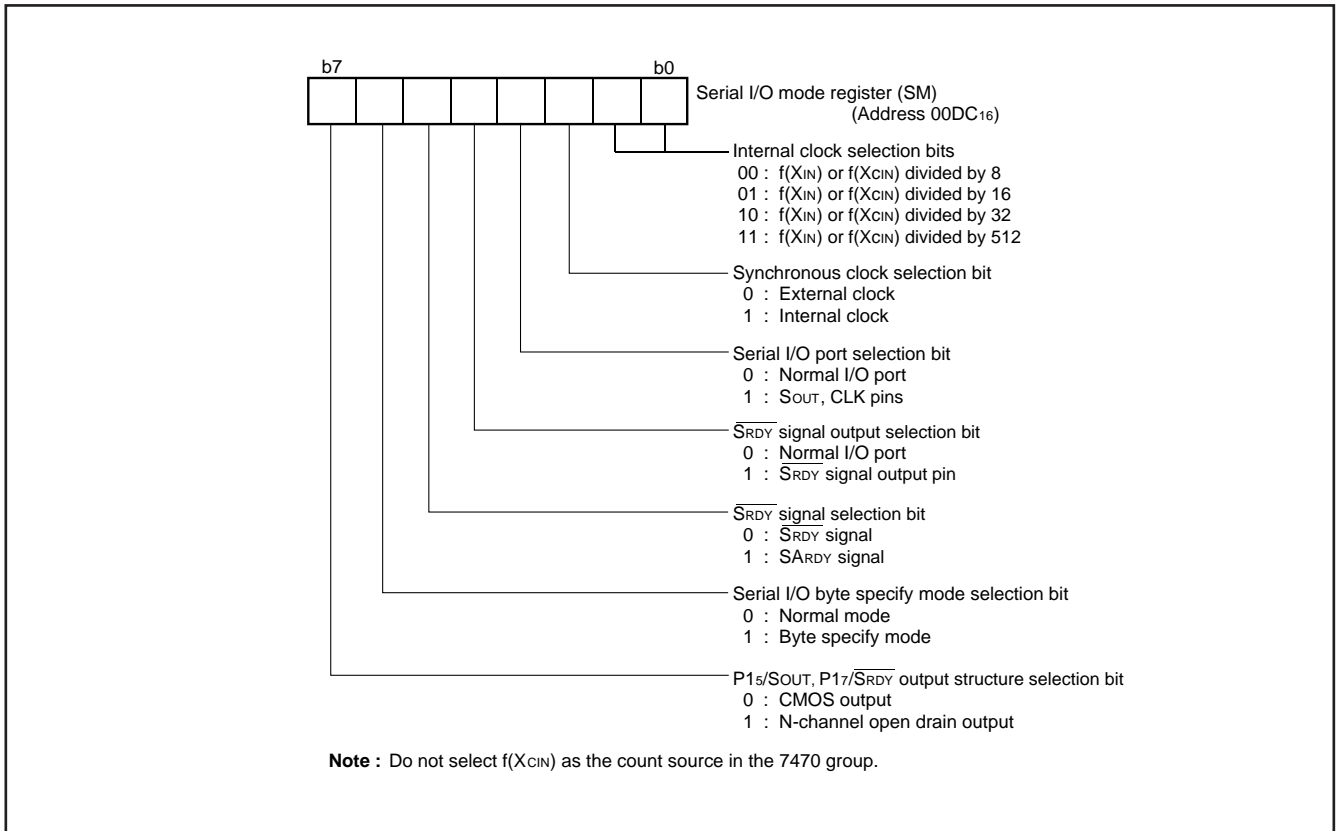 b7 b0
Serial I/O mode register (SM)
(Address 00DC16)
Internal clock selection bits
00 : f(XIN) or f(XCIN) divided by 8
01 : f(XIN) or f(XCIN) divided by 16
10 : f(XIN) or f(XCIN) divided by 32
11 : f(XIN) or f(XCIN) divided by 512
Synchronous clock selection bit
0 : External clock
1 : Internal clock
Serial I/O port selection bit
0 : Normal I/O port
1 : SOUT, CLK pins
S̅R̅D̅Y̅ signal output selection bit
0 : Normal I/O port
1 : S̅R̅D̅Y̅ signal output pin
S̅R̅D̅Y̅ signal selection bit
0 : S̅R̅D̅Y̅ signal
1 : SARDY signal
Serial I/O byte specify mode selection bit
0 : Normal mode
1 : Byte specify mode
P15/SOUT, P17/S̅R̅D̅Y̅ output structure selection bit
0 : CMOS output
1 : N-channel open drain output
Note : Do not select f(XCIN) as the count source in the 7470 group.